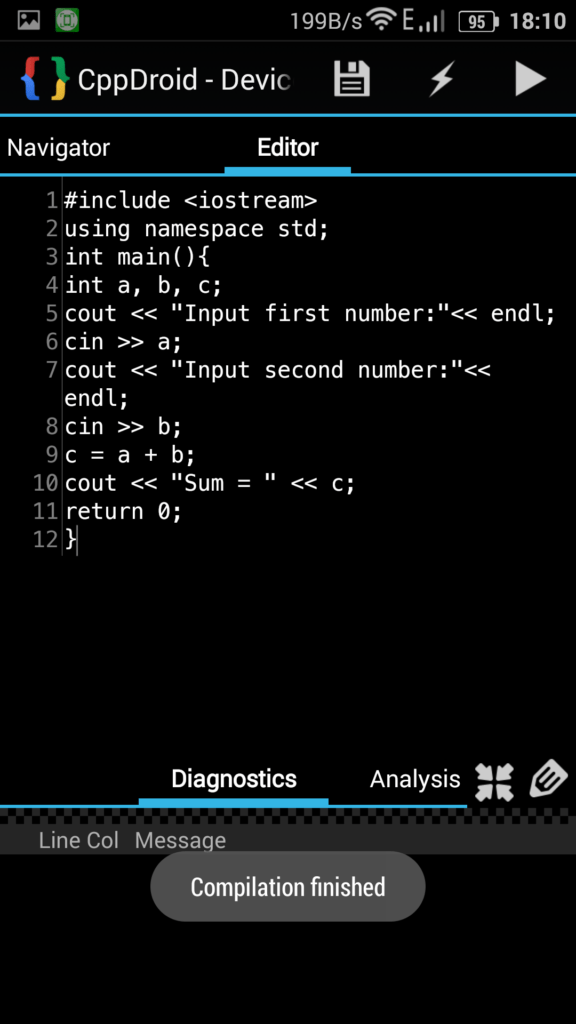 199B/s E 95 18:10
CppDroid - Devic
Navigator Editor
1 #include <iostream>
2 using namespace std;
3 int main(){
4 int a, b, c;
5 cout << "Input first number:"<< endl;
6 cin >> a;
7 cout << "Input second number:"<<
endl;
8 cin >> b;
9 c = a + b;
10 cout << "Sum = " << c;
11 return 0;
12 }
Diagnostics Analysis
Line Col Message
Compilation finished